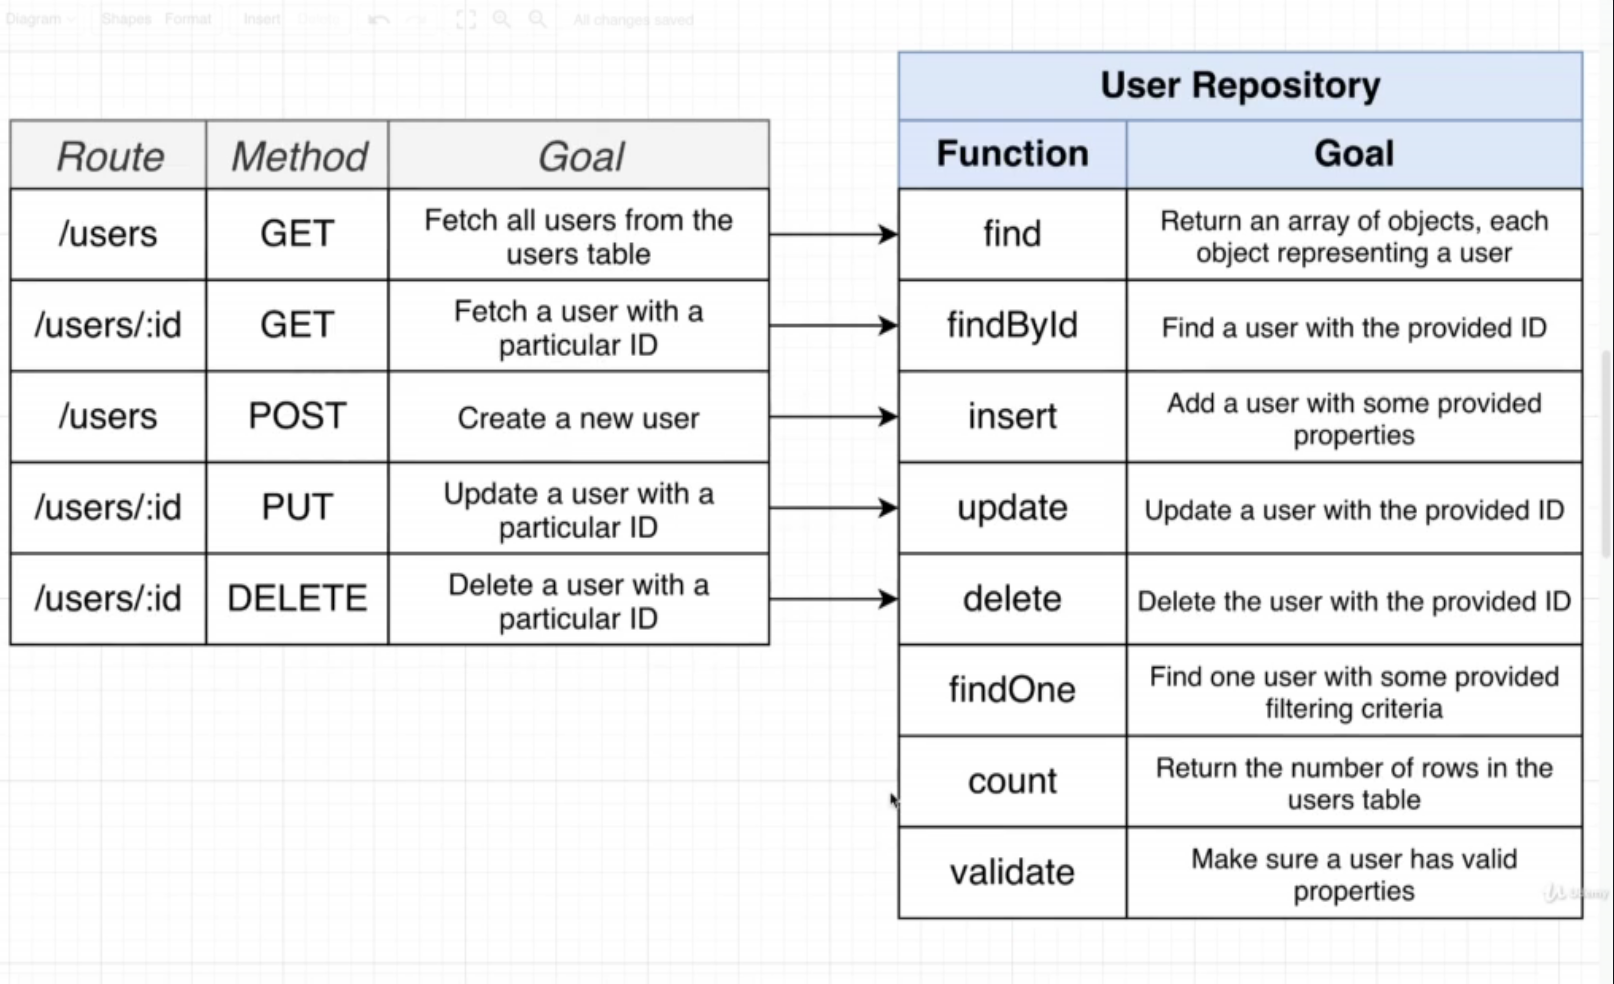 Diagram
Shapes Format
Insert
Delete
All changes saved
User Repository
Route Method Goal
Function Goal
/users GET Fetch all users from the
users table
find Return an array of objects, each
object representing a user
/users/:id GET Fetch a user with a
particular ID
findById Find a user with the provided ID
/users POST Create a new user
insert Add a user with some provided
properties
/users/:id PUT Update a user with a
particular ID
update Update a user with the provided ID
/users/:id DELETE Delete a user with a
particular ID
delete Delete the user with the provided ID
findOne Find one user with some provided
filtering criteria
count Return the number of rows in the
users table
validate Make sure a user has valid
properties
Udemy